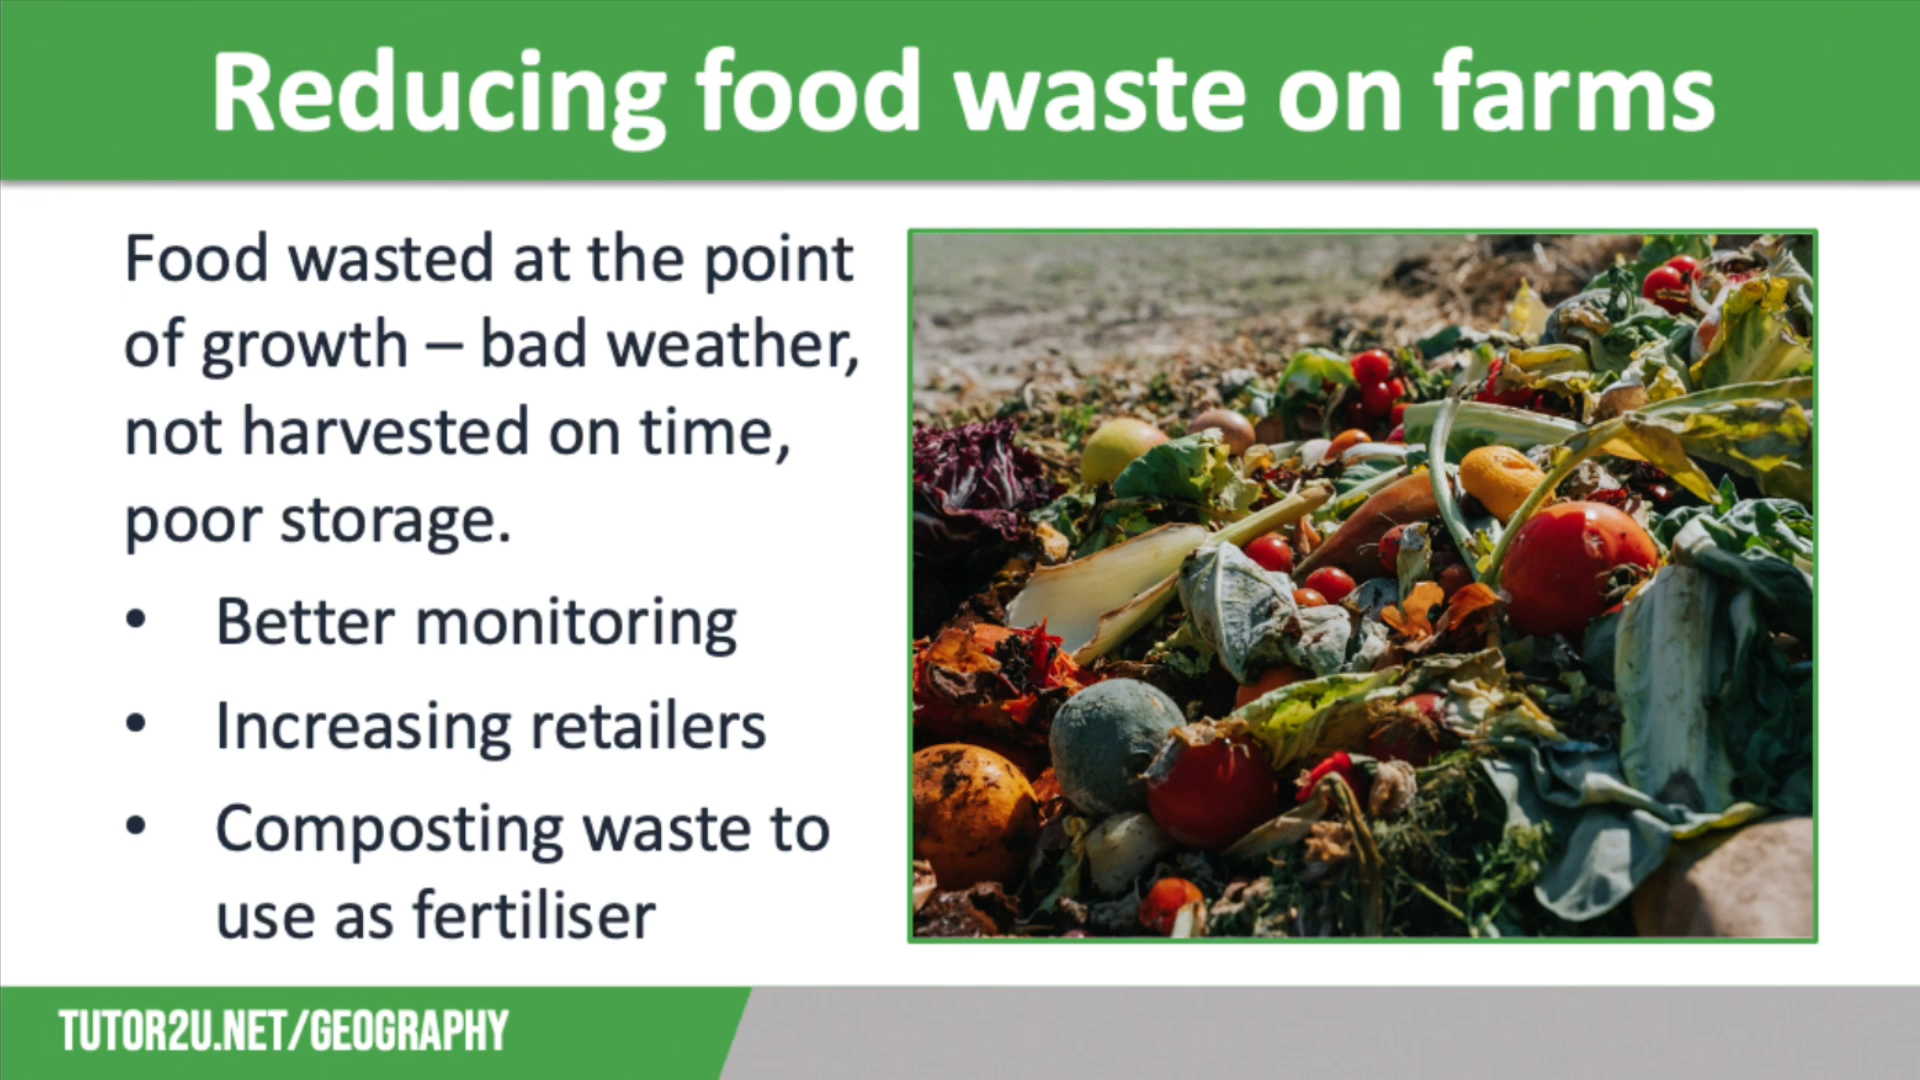 Reducing food waste on farms
Food wasted at the point
of growth – bad weather,
not harvested on time,
poor storage.
• Better monitoring
• Increasing retailers
• Composting waste to
use as fertiliser
TUTOR2U.NET/GEOGRAPHY